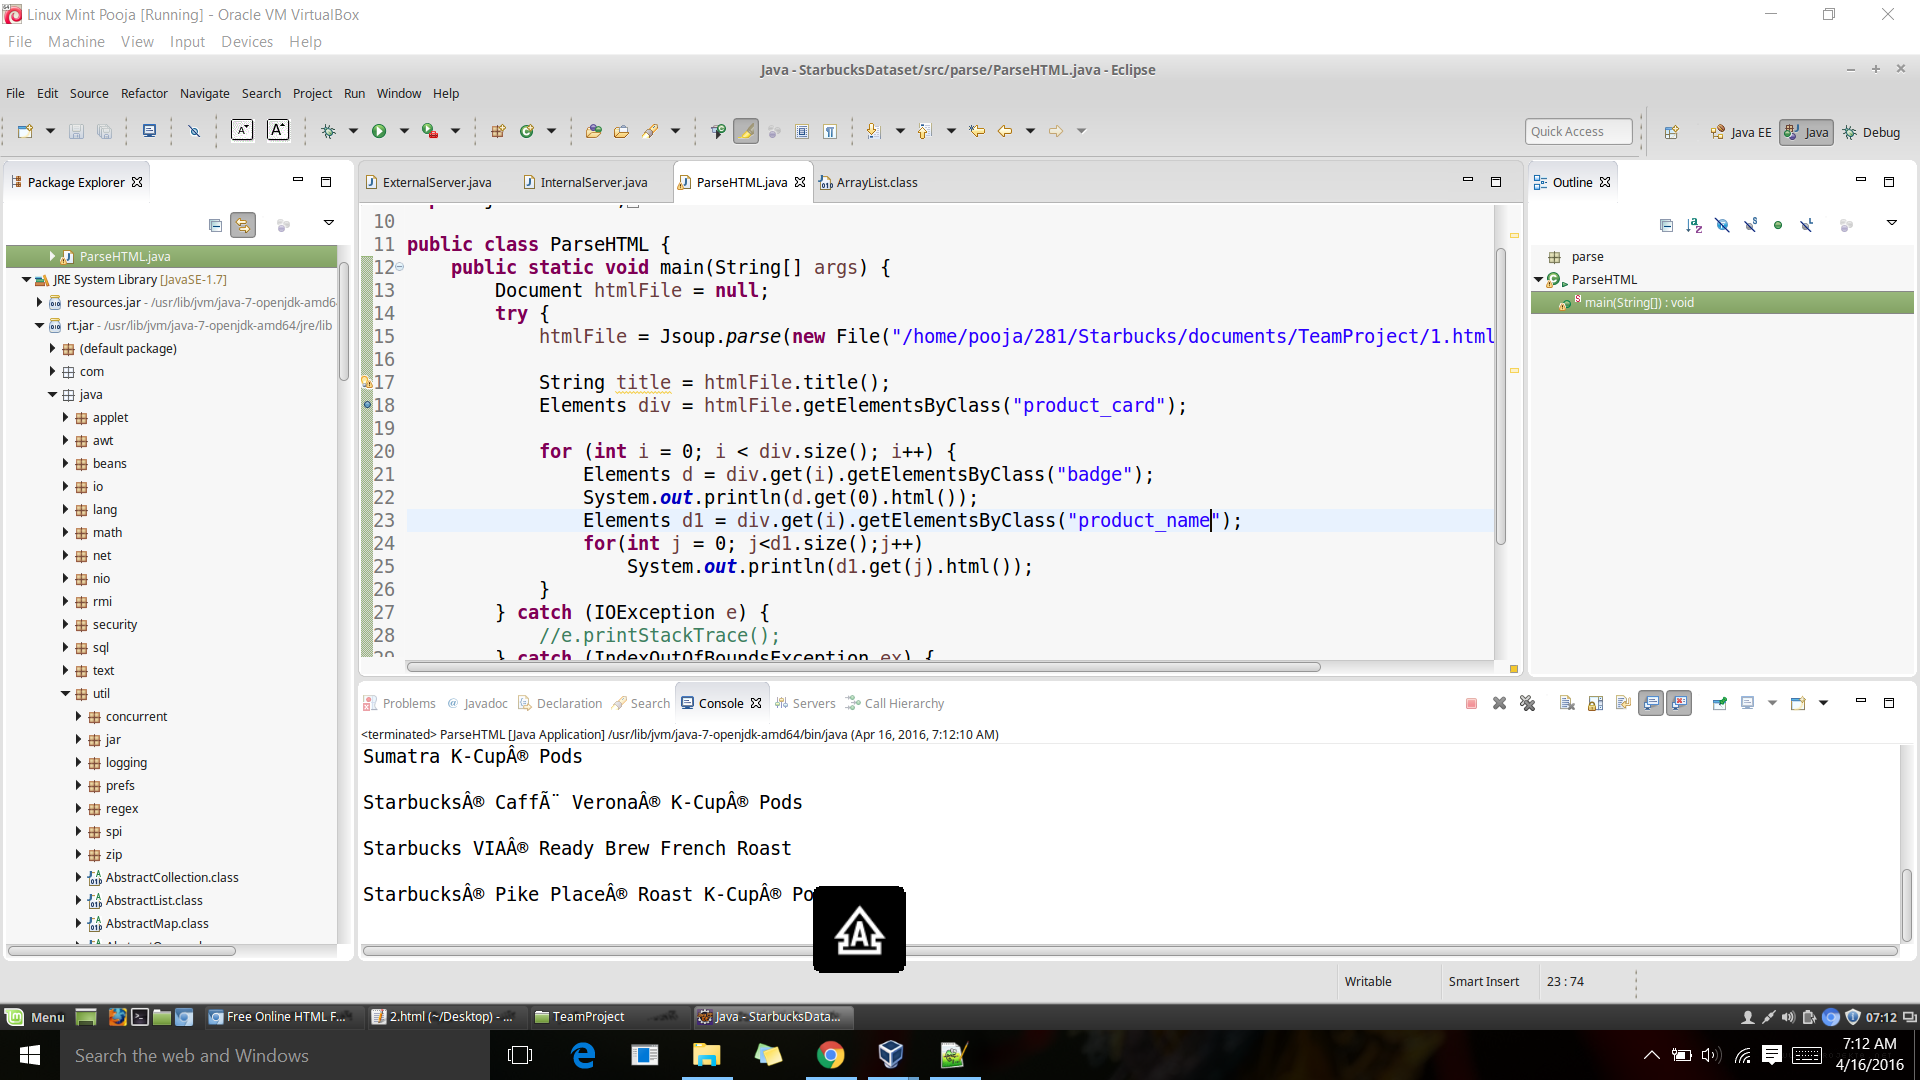 Linux Mint Pooja [Running] - Oracle VM VirtualBox
File Machine View Input Devices Help
Java - StarbucksDataset/src/parse/ParseHTML.java - Eclipse
File Edit Source Refactor Navigate Search Project Run Window Help
Quick Access
Java EE
Java
Debug
Package Explorer
ParseHTML.java
JRE System Library [JavaSE-1.7]
resources.jar - /usr/lib/jvm/java-7-openjdk-amd6
rt.jar - /usr/lib/jvm/java-7-openjdk-amd64/jre/lib
(default package)
com
java
applet
awt
beans
io
lang
math
net
nio
rmi
security
sql
text
util
concurrent
jar
logging
prefs
regex
spi
zip
AbstractCollection.class
AbstractList.class
AbstractMap.class
ExternalServer.java
InternalServer.java
ParseHTML.java
ArrayList.class
10
11 public class ParseHTML {
12 public static void main(String[] args) {
13 Document htmlFile = null;
14 try {
15 htmlFile = Jsoup.parse(new File("/home/pooja/281/Starbucks/documents/TeamProject/1.html
16
17 String title = htmlFile.title();
18 Elements div = htmlFile.getElementsByClass("product_card");
19
20 for (int i = 0; i < div.size(); i++) {
21 Elements d = div.get(i).getElementsByClass("badge");
22 System.out.println(d.get(0).html());
23 Elements d1 = div.get(i).getElementsByClass("product_name");
24 for(int j = 0; j<d1.size();j++)
25 System.out.println(d1.get(j).html());
26 }
27 } catch (IOException e) {
28 //e.printStackTrace();
29 } catch (IndexOutOfBoundsException ex) {
Outline
parse
ParseHTML
main(String[]) : void
Problems
@ Javadoc
Declaration
Search
Console
Servers
Call Hierarchy
<terminated> ParseHTML [Java Application] /usr/lib/jvm/java-7-openjdk-amd64/bin/java (Apr 16, 2016, 7:12:10 AM)
Sumatra K-CupÂ® Pods
StarbucksÂ® CaffÃ¨ VeronaÂ® K-CupÂ® Pods
Starbucks VIAÂ® Ready Brew French Roast
StarbucksÂ® Pike PlaceÂ® Roast K-CupÂ® Po
A
Writable
Smart Insert
23 : 74
Menu
Free Online HTML F...
2.html (~/Desktop) - ...
TeamProject
Java - StarbucksData...
07:12
Search the web and Windows
7:12 AM
4/16/2016